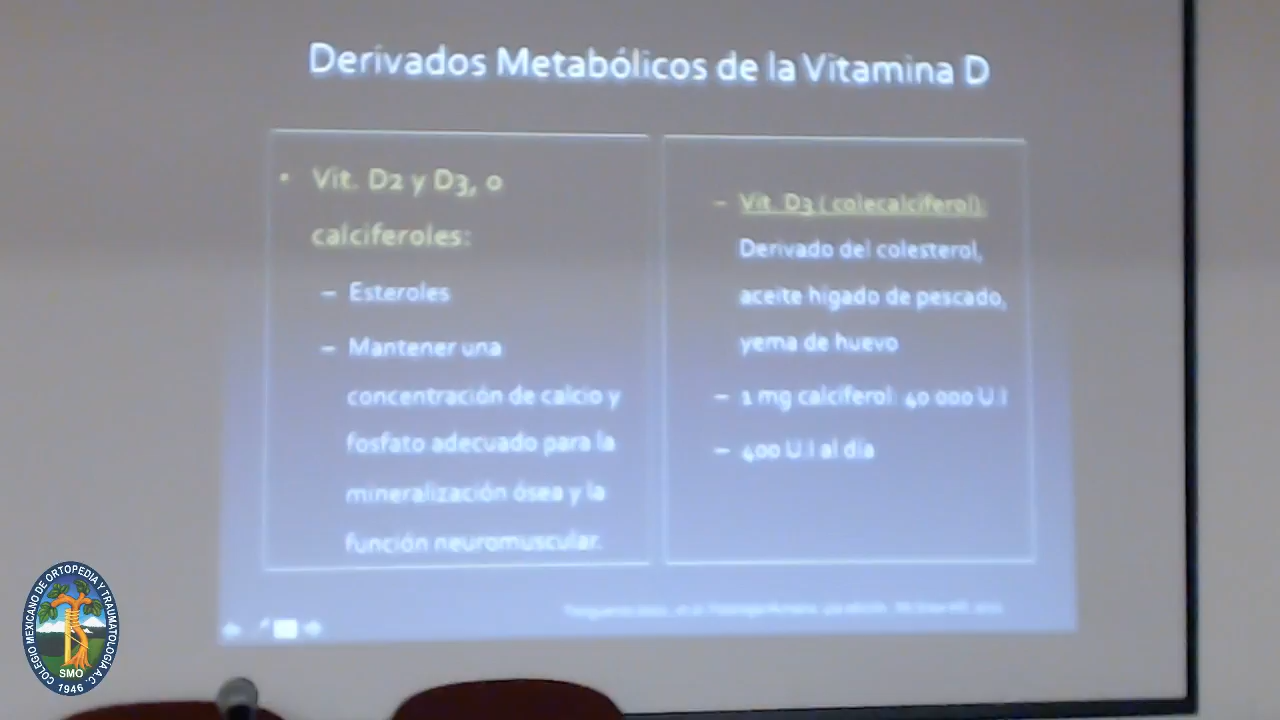 Derivados Metabólicos de la Vitamina D
• Vit. D2 y D3, o
calciferoles:
– Esteroles
– Mantener una
concentración de calcio y
fosfato adecuado para la
mineralización ósea y la
función neuromuscular.
– Vit. D3 ( colecalciferol):
Derivado del colesterol,
aceite hígado de pescado,
yema de huevo
– 1 mg calciferol: 40 000 U.I
– 400 U.I al día
COLEGIO MEXICANO DE ORTOPEDIA Y TRAUMATOLOGÍA A.C.
SMO
1946